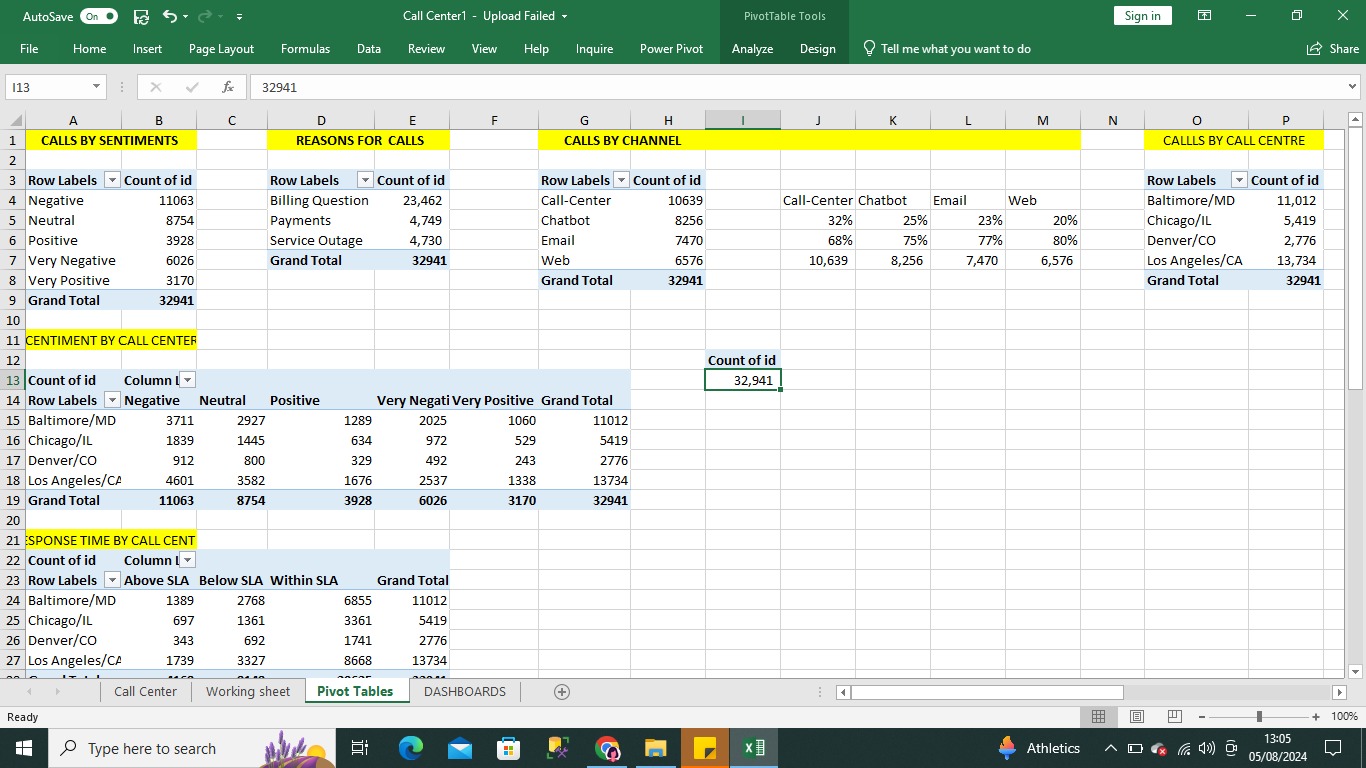 AutoSave On Call Center1 - Upload Failed PivotTable Tools Sign in
File Home Insert Page Layout Formulas Data Review View Help Inquire Power Pivot Analyze Design Tell me what you want to do Share
I13 fx 32941
A B C D E F G H I J K L M N O P
1 CALLS BY SENTIMENTS REASONS FOR CALLS CALLS BY CHANNEL CALLLS BY CALL CENTRE
2
3 Row Labels Count of id Row Labels Count of id Row Labels Count of id Row Labels Count of id
4 Negative 11063 Billing Question 23,462 Call-Center 10639 Call-Center Chatbot Email Web Baltimore/MD 11,012
5 Neutral 8754 Payments 4,749 Chatbot 8256 32% 25% 23% 20% Chicago/IL 5,419
6 Positive 3928 Service Outage 4,730 Email 7470 68% 75% 77% 80% Denver/CO 2,776
7 Very Negative 6026 Grand Total 32941 Web 6576 10,639 8,256 7,470 6,576 Los Angeles/CA 13,734
8 Very Positive 3170 Grand Total 32941 Grand Total 32941
9 Grand Total 32941
10
11 CENTIMENT BY CALL CENTER
12 Count of id
13 Count of id Column L 32,941
14 Row Labels Negative Neutral Positive Very Negati Very Positive Grand Total
15 Baltimore/MD 3711 2927 1289 2025 1060 11012
16 Chicago/IL 1839 1445 634 972 529 5419
17 Denver/CO 912 800 329 492 243 2776
18 Los Angeles/CA 4601 3582 1676 2537 1338 13734
19 Grand Total 11063 8754 3928 6026 3170 32941
20
21 ESPONSE TIME BY CALL CENT
22 Count of id Column L
23 Row Labels Above SLA Below SLA Within SLA Grand Total
24 Baltimore/MD 1389 2768 6855 11012
25 Chicago/IL 697 1361 3361 5419
26 Denver/CO 343 692 1741 2776
27 Los Angeles/CA 1739 3327 8668 13734
Call Center Working sheet Pivot Tables DASHBOARDS
Ready 100%
Type here to search Athletics 13:05
05/08/2024